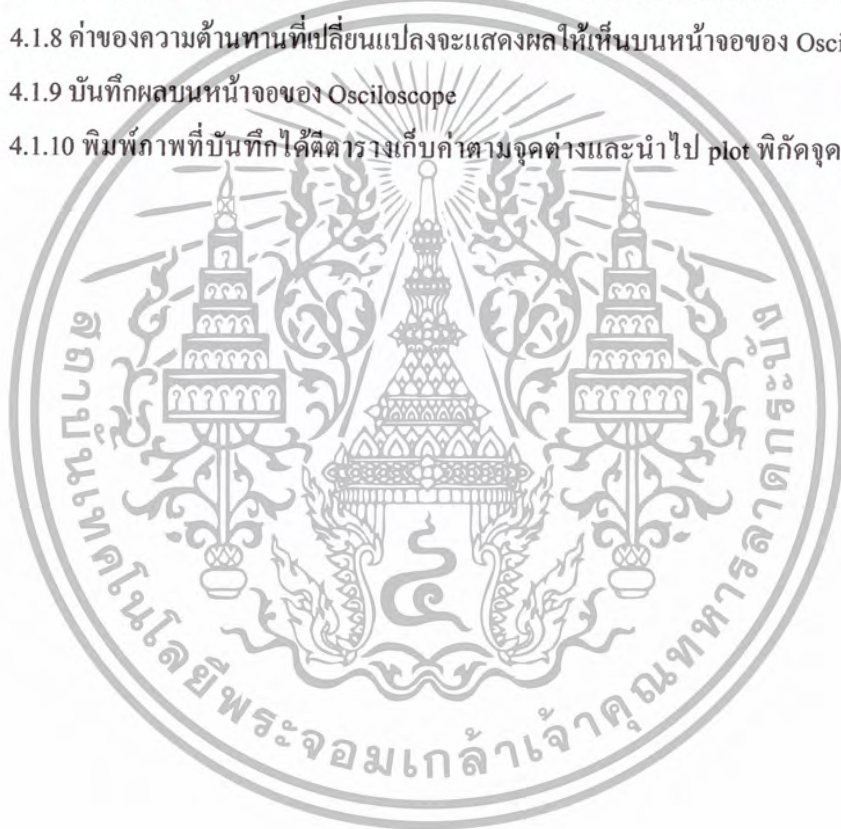 4.1.8 ค่าของความต้านทานที่เปลี่ยนแปลงจะแสดงผลให้เห็นบนหน้าจอของ Osci
4.1.9 บันทึกผลบนหน้าจอของ Osciloscope
4.1.10 พิมพ์ภาพที่บันทึกได้ตีตารางเก็บค่าตามจุดต่างและนำไป plot พิกัดจุด
สถาบันเทคโนโลยีพระจอมเกล้าเจ้าคุณทหารลาดกระบัง
๔